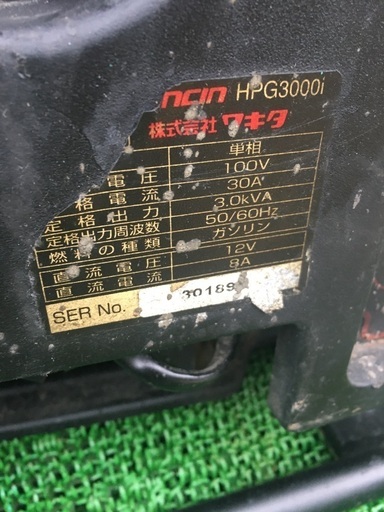 ncin HPG3000i
株式会社 ワキタ
単相
電圧 100V
格電流 30A
定格出力 3.0kVA
定格出力周波数 50/60Hz
燃料の種類 ガソリン
直流電圧 12V
直流電流 8A
SER No. 30189